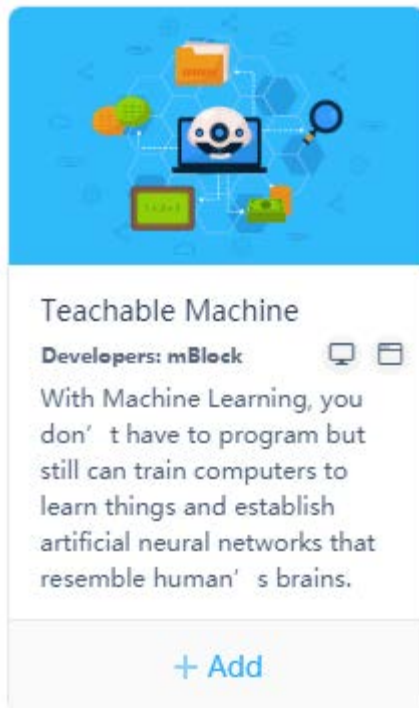 Teachable Machine
Developers: mBlock
With Machine Learning, you
don’ t have to program but
still can train computers to
learn things and establish
artificial neural networks that
resemble human’ s brains.
+ Add